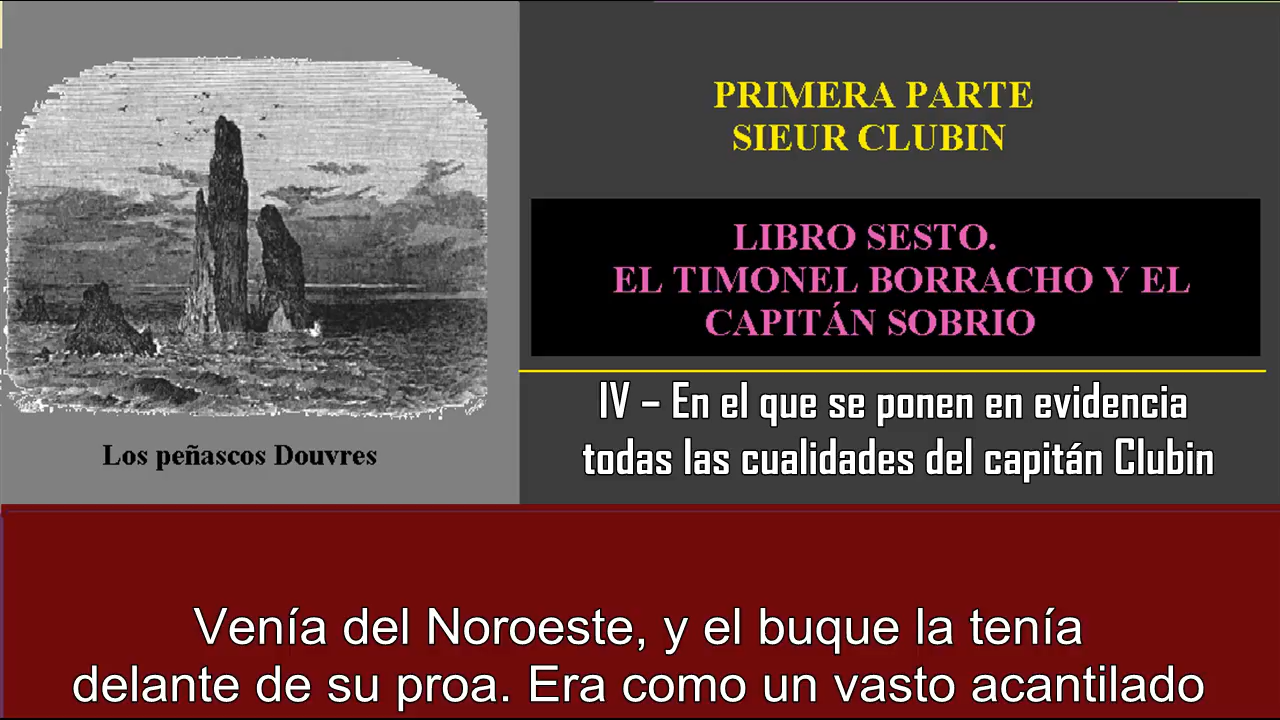 PRIMERA PARTE
SIEUR CLUBIN
LIBRO SESTO.
EL TIMONEL BORRACHO Y EL
CAPITÁN SOBRIO
IV – En el que se ponen en evidencia
todas las cualidades del capitán Clubin
Los peñascos Douvres
Venía del Noroeste, y el buque la tenía
delante de su proa. Era como un vasto acantilado